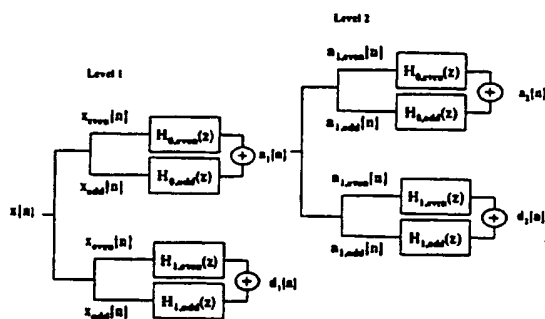 Level 2
a1,even[n]
H0,even(z)
a2[n]
a1,odd[n]
H0,odd(z)
Level 1
xeven[n]
H0,even(z)
a1[n]
xodd[n]
H0,odd(z)
x[n]
a1,even[n]
H1,even(z)
d2[n]
a1,odd[n]
H1,odd(z)
xeven[n]
H1,even(z)
d1[n]
xodd[n]
H1,odd(z)